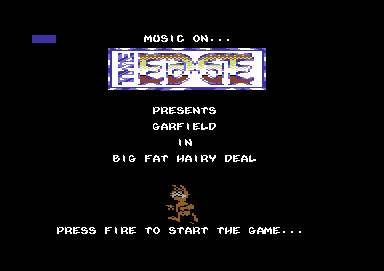 MUSIC ON...
THE EDGE
PRESENTS
GARFIELD
IN
BIG FAT HAIRY DEAL
PRESS FIRE TO START THE GAME...